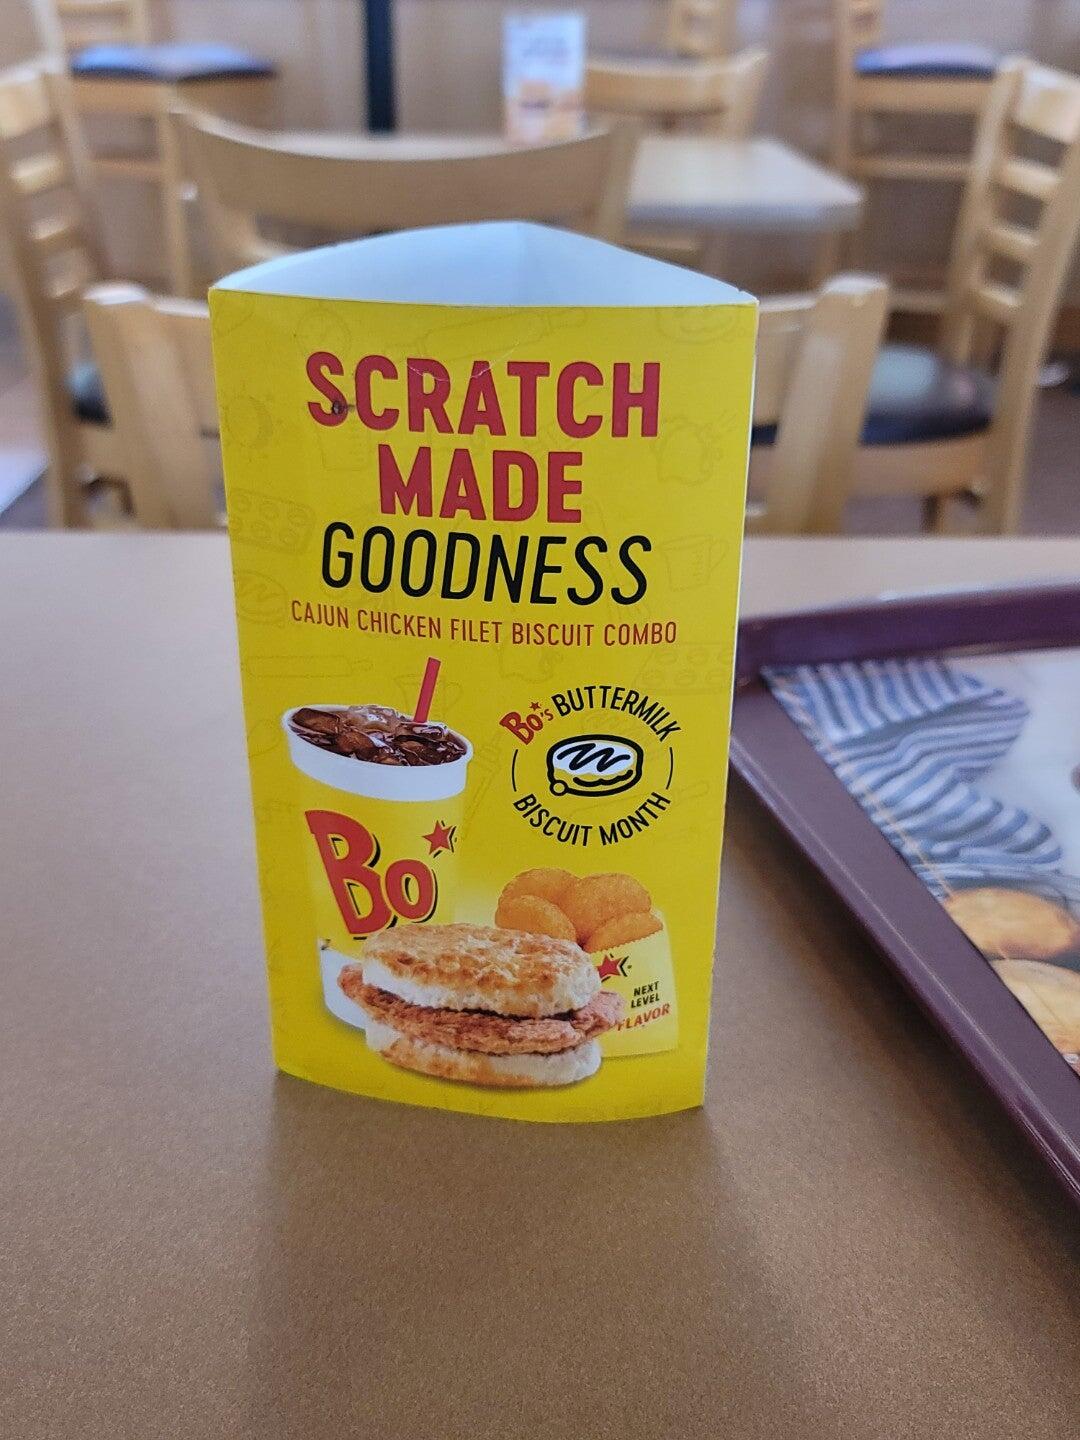 SCRATCH
MADE
GOODNESS
CAJUN CHICKEN FILET BISCUIT COMBO
Bo's BUTTERMILK
BISCUIT MONTH
Bo
NEXT
LEVEL
FLAVOR